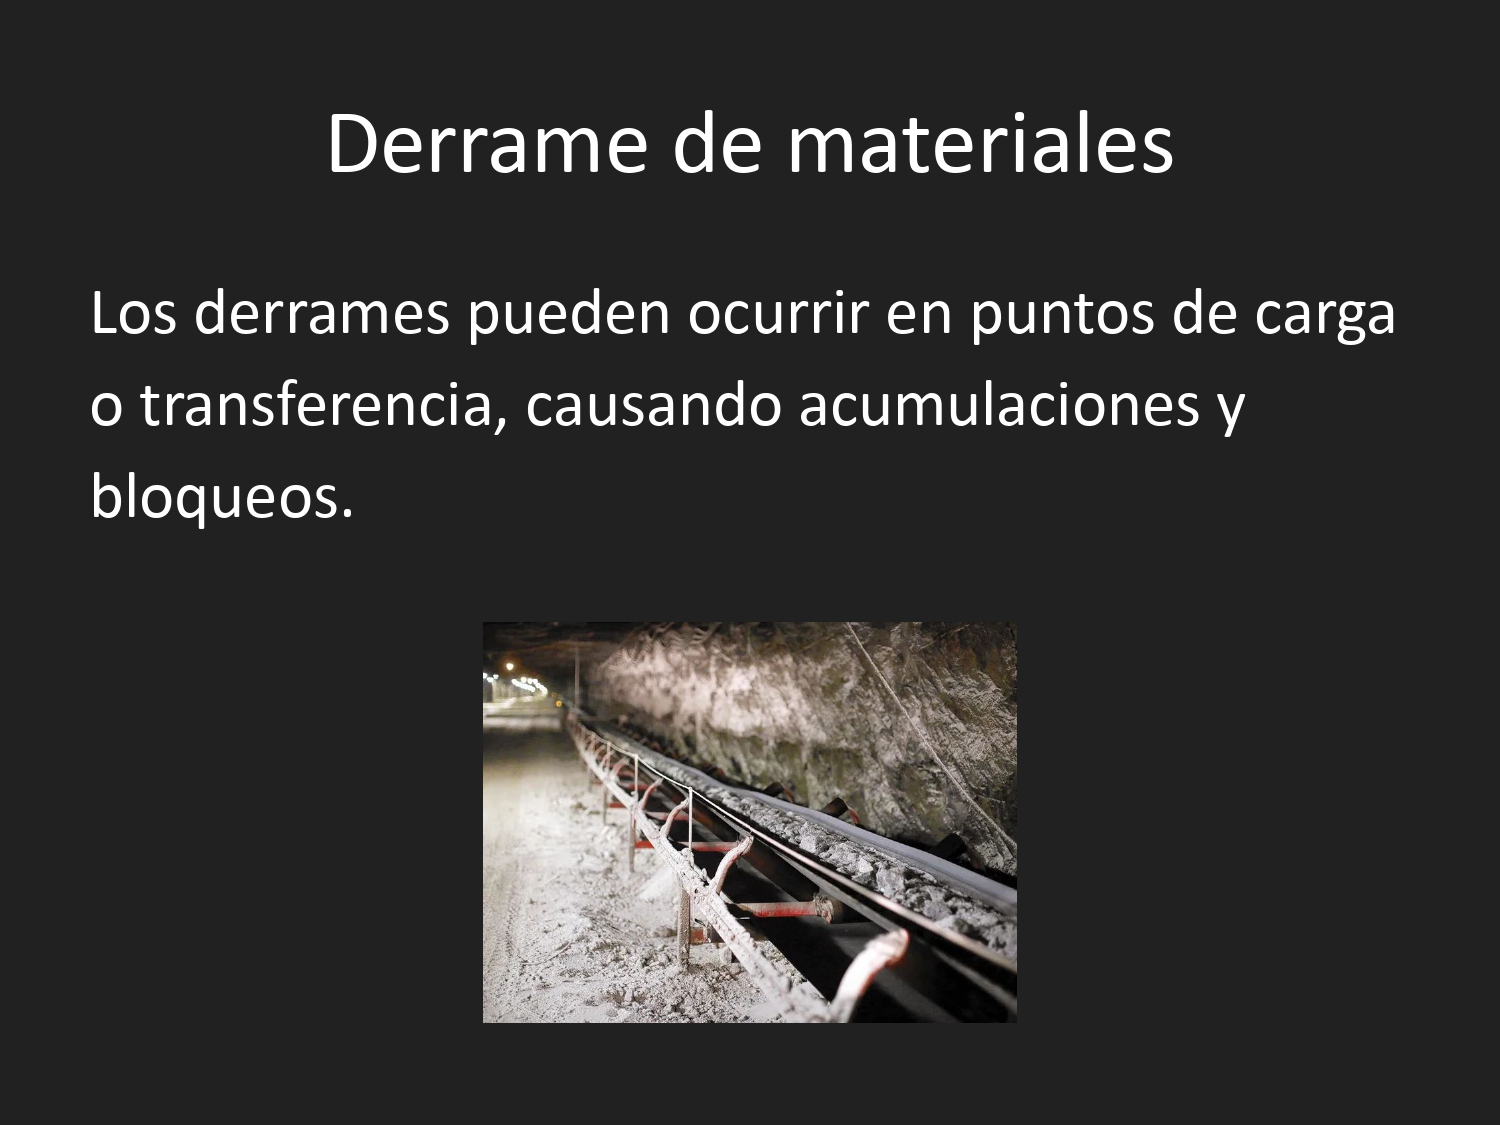 Derrame de materiales
Los derrames pueden ocurrir en puntos de carga
o transferencia, causando acumulaciones y
bloqueos.